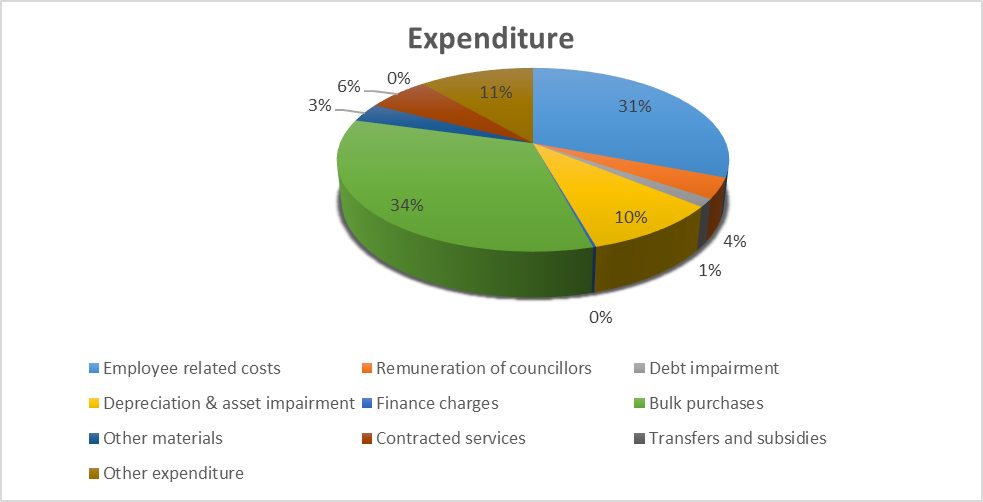 Expenditure
0%
6%
11%
31%
3%
34%
10%
4%
1%
0%
Employee related costs Remuneration of councillors Debt impairment
Depreciation & asset impairment Finance charges Bulk purchases
Other materials Contracted services Transfers and subsidies
Other expenditure